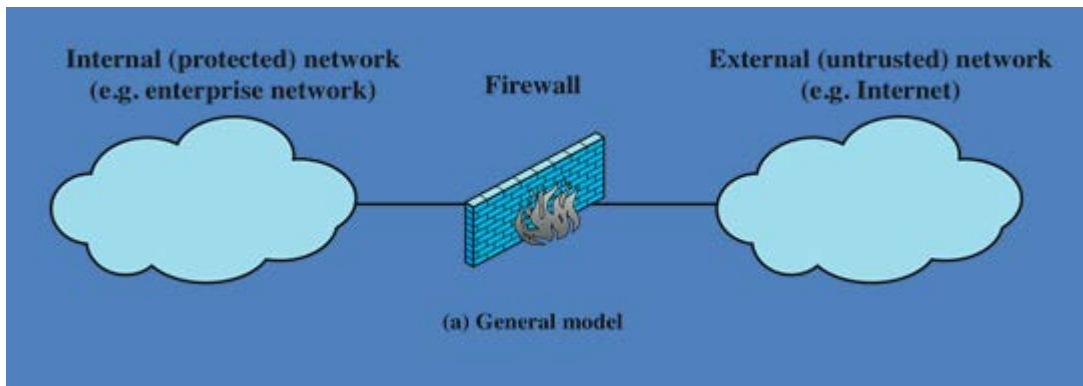 Internal (protected) network
(e.g. enterprise network)
Firewall
External (untrusted) network
(e.g. Internet)
(a) General model